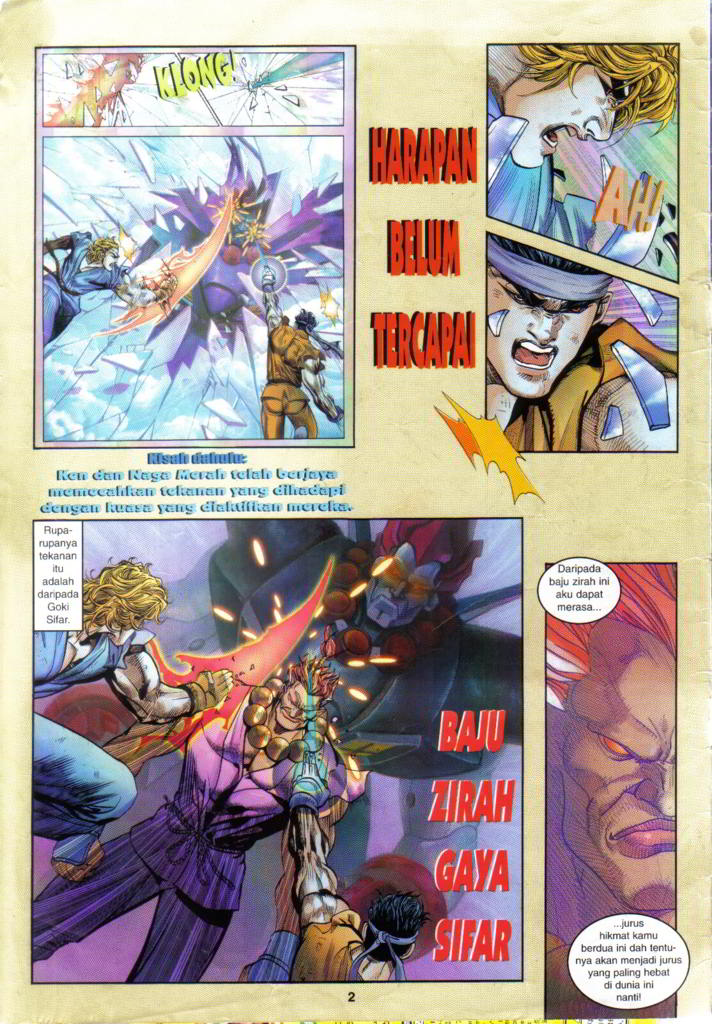 KLONG!
HARAPAN
BELUM
TERCAPAI
AH!
Kisah dahulu:
Ken dan Naga Merah telah berjaya
memecahkan tekanan yang dihadapi
dengan kuasa yang diaktifkan mereka.
Rupa-
rupanya
tekanan
itu
adalah
daripada
Goki
Sifar.
BAJU
ZIRAH
GAYA
SIFAR
Daripada
baju zirah ini
aku dapat
merasa...
...jurus
hikmat kamu
berdua ini dah tentu-
nya akan menjadi jurus
yang paling hebat
di dunia ini
nanti!
2